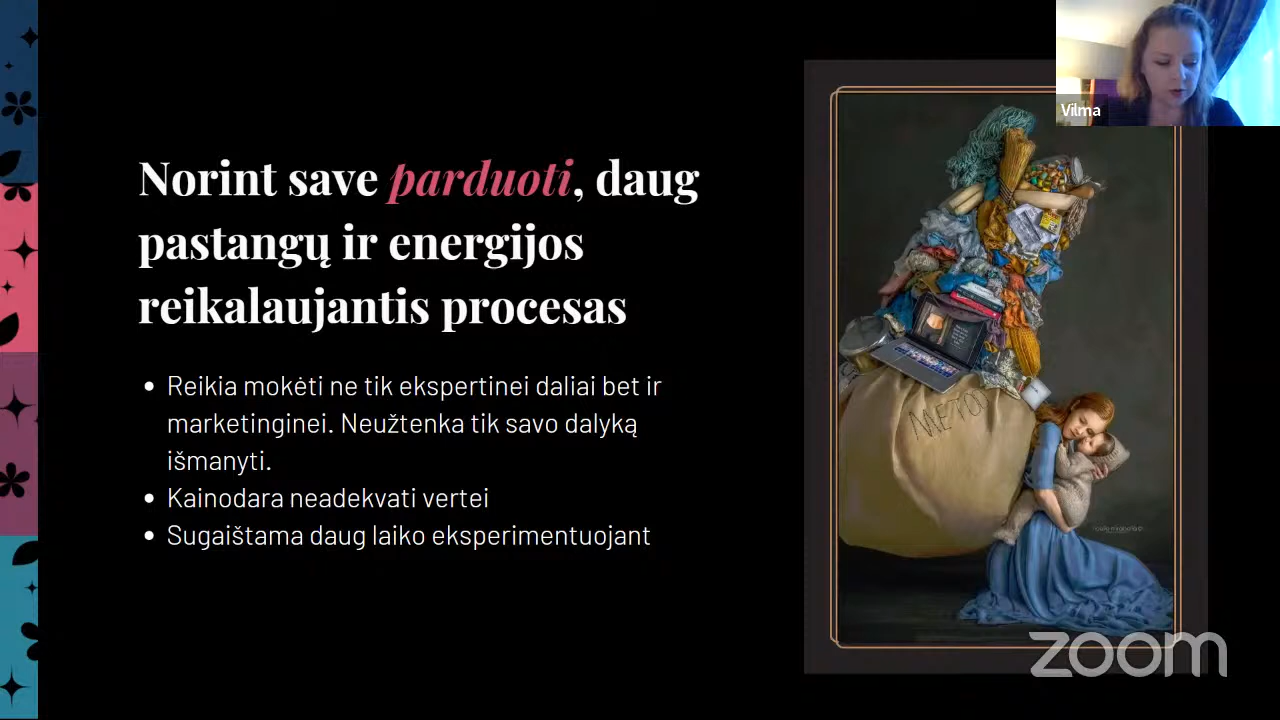 Vilma
Norint save parduoti, daug
pastangų ir energijos
reikalaujantis procesas
Reikia mokėti ne tik ekspertinei daliai bet ir
marketinginei. Neužtenka tik savo dalyką
išmanyti.
Kainodara neadekvati vertei
Sugaištama daug laiko eksperimentuojant
zoom